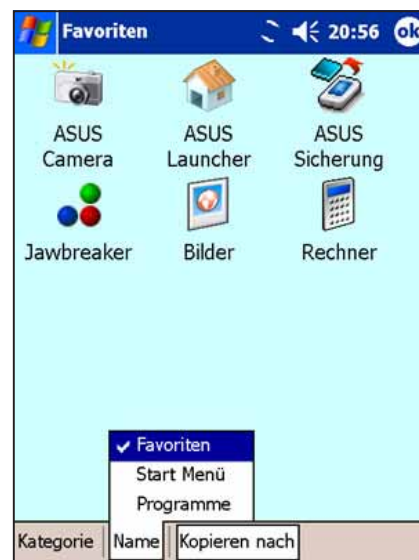 Favoriten 20:56 ok
ASUS Camera
ASUS Launcher
ASUS Sicherung
Jawbreaker
Bilder
Rechner
Favoriten
Start Menü
Programme
Kategorie Name Kopieren nach